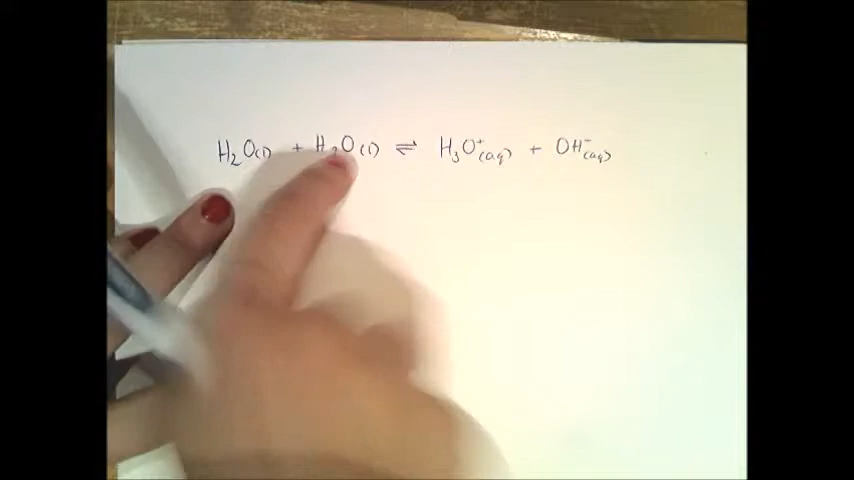 H₂O(l) + H₂O(l) ⇌ H₃O⁺(aq) + OH⁻(aq)